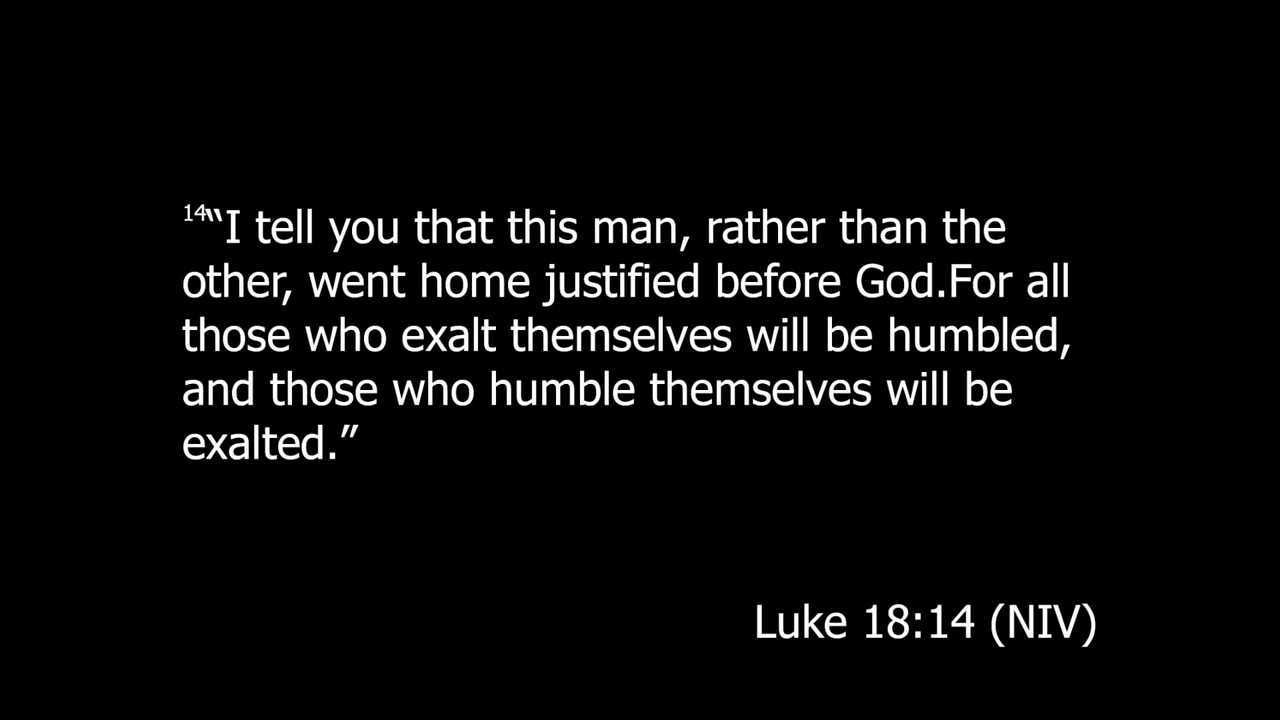 14“I tell you that this man, rather than the
other, went home justified before God.For all
those who exalt themselves will be humbled,
and those who humble themselves will be
exalted.”
Luke 18:14 (NIV)